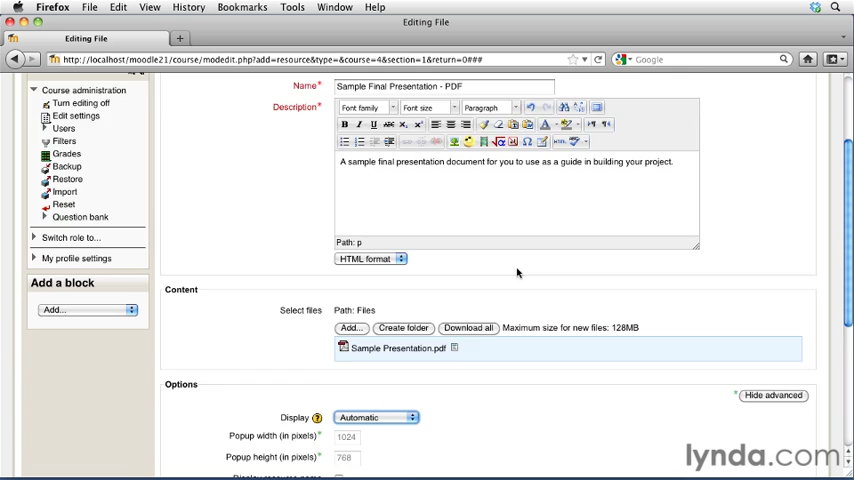 Firefox File Edit View History Bookmarks Tools Window Help
Editing File
Editing File
http://localhost/moodle21/course/modedit.php?add=resource&type=&course=4&section=1&return=0###
Google
Course administration
Turn editing off
Edit settings
Users
Filters
Grades
Backup
Restore
Import
Reset
Question bank
Switch role to...
My profile settings
Add a block
Add...
Name* Sample Final Presentation - PDF
Description* Font family Font size Paragraph
B I U ABC
HTML
A sample final presentation document for you to use as a guide in building your project.
Path: p
HTML format
Content
Select files Path: Files
Add... Create folder Download all Maximum size for new files: 128MB
Sample Presentation.pdf
Options
* Hide advanced
Display Automatic
Popup width (in pixels)* 1024
Popup height (in pixels)* 768
lynda.com